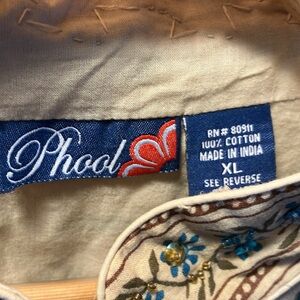 Phool
RN# 80911
100% COTTON
MADE IN INDIA
XL
SEE REVERSE